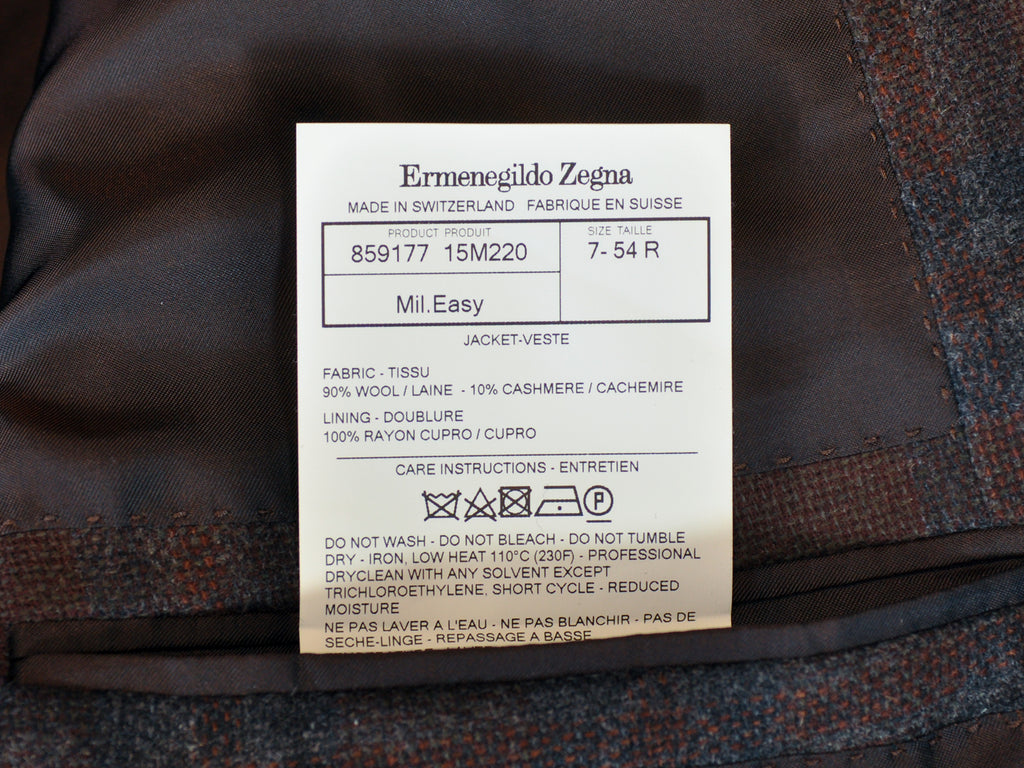 Ermenegildo Zegna
MADE IN SWITZERLAND FABRIQUE EN SUISSE
PRODUCT PRODUIT
859177 15M220
SIZE TAILLE
7- 54 R
Mil.Easy
JACKET-VESTE
FABRIC - TISSU
90% WOOL / LAINE - 10% CASHMERE / CACHEMIRE
LINING - DOUBLURE
100% RAYON CUPRO / CUPRO
CARE INSTRUCTIONS - ENTRETIEN
P
DO NOT WASH - DO NOT BLEACH - DO NOT TUMBLE
DRY - IRON, LOW HEAT 110°C (230F) - PROFESSIONAL
DRYCLEAN WITH ANY SOLVENT EXCEPT
TRICHLOROETHYLENE, SHORT CYCLE - REDUCED
MOISTURE
NE PAS LAVER A L'EAU - NE PAS BLANCHIR - PAS DE
SECHE-LINGE - REPASSAGE A BASSE